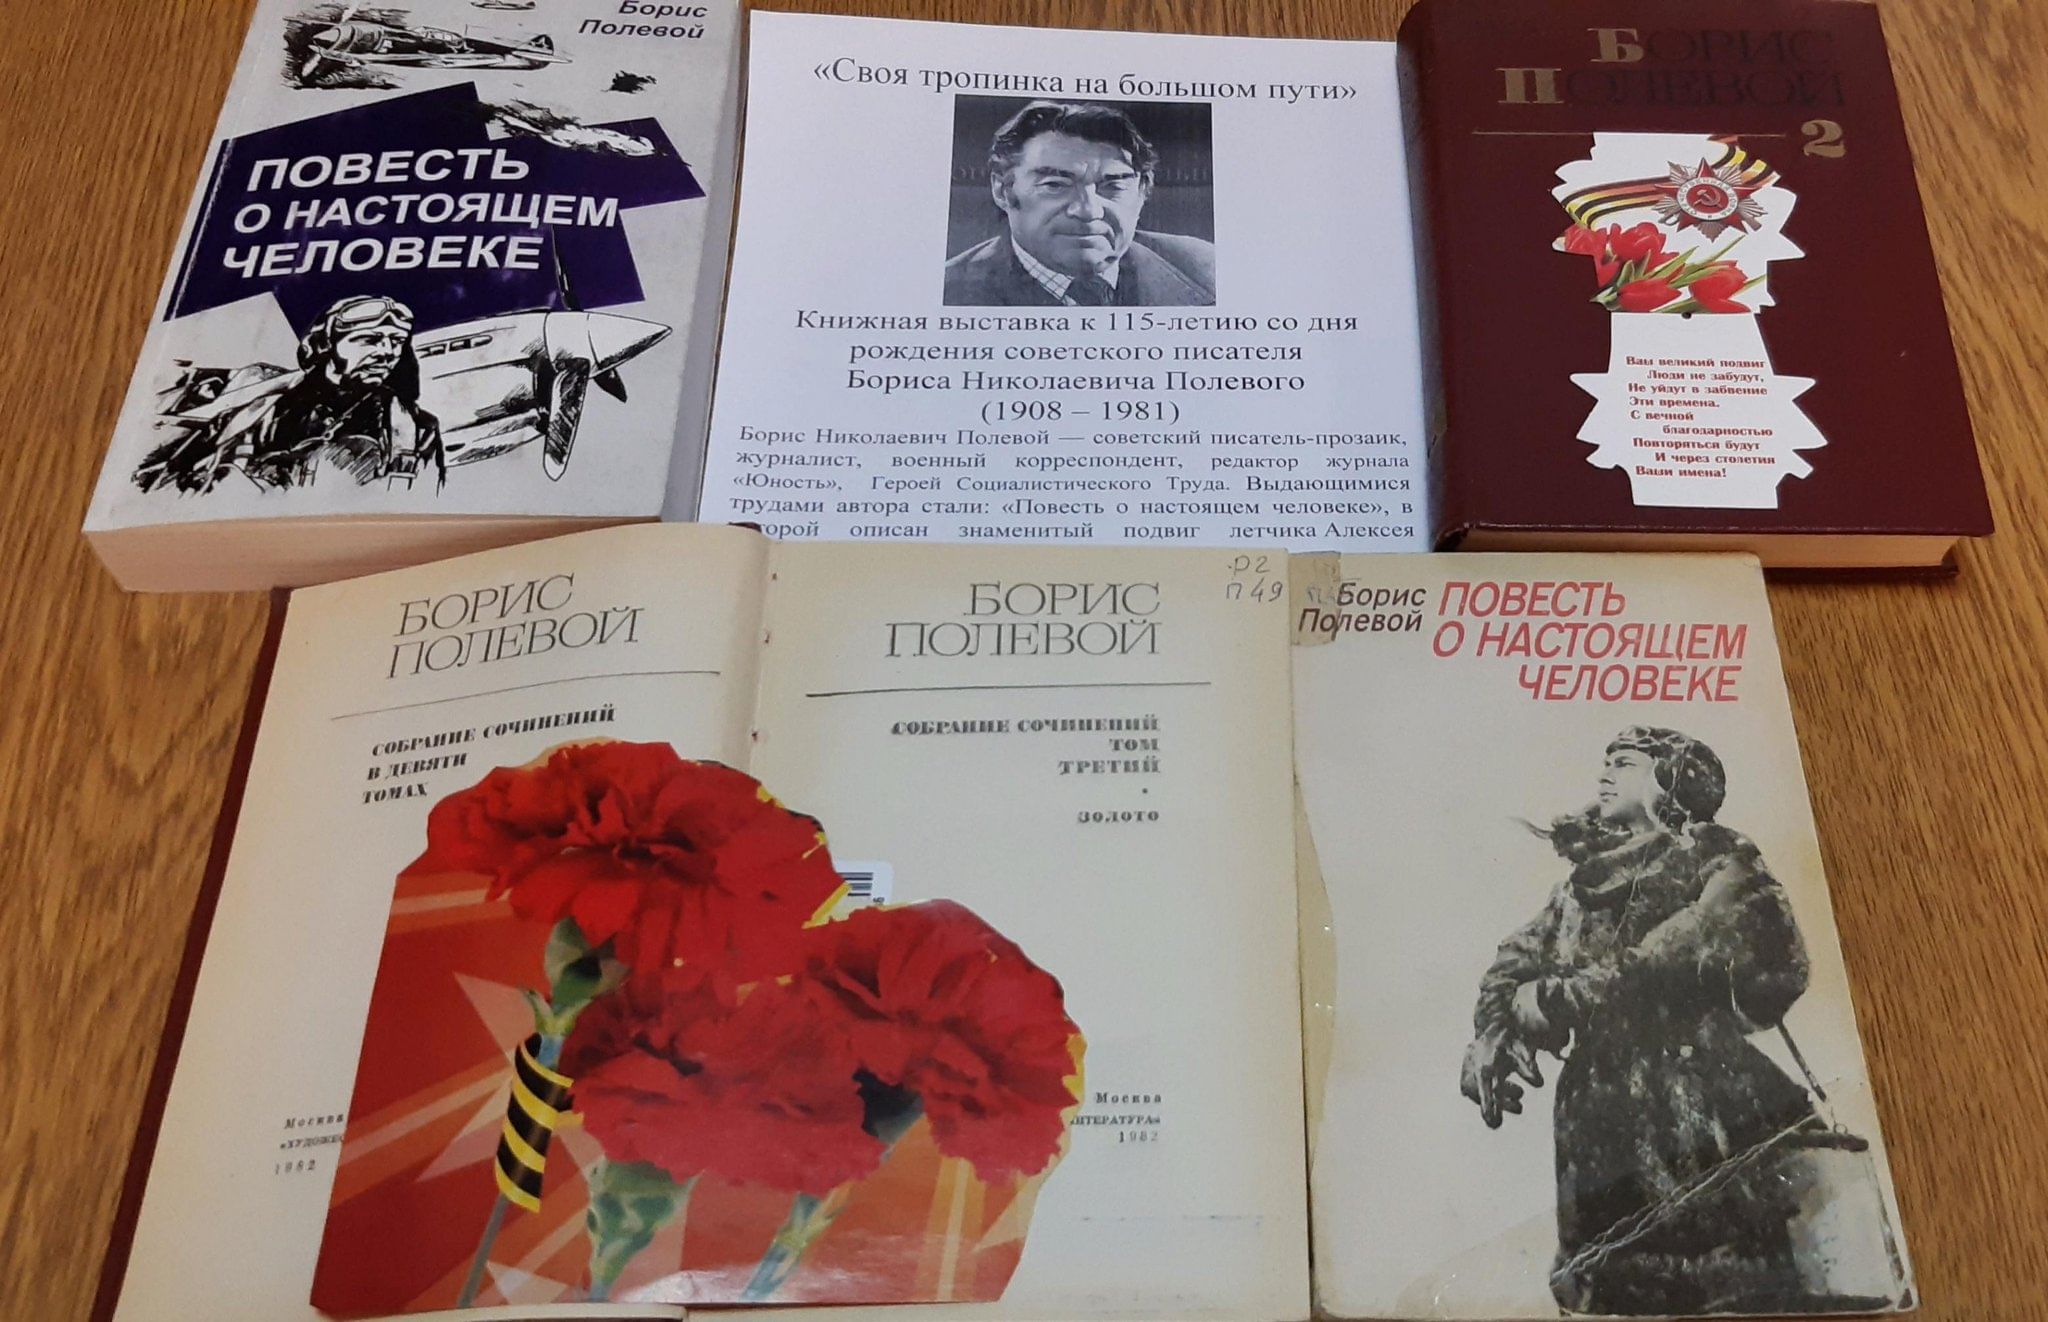 Борис
Полевой
ПОВЕСТЬ
О НАСТОЯЩЕМ
ЧЕЛОВЕКЕ
«Своя тропинка на большом пути»
Книжная выставка к 115-летию со дня
рождения советского писателя
Бориса Николаевича Полевого
(1908 – 1981)
Борис Николаевич Полевой — советский писатель-прозаик,
журналист, военный корреспондент, редактор журнала
«Юность», Героей Социалистического Труда. Выдающимися
трудами автора стали: «Повесть о настоящем человеке», в
описан знаменитый подвиг летчика Алексея
БОРИС
ПОЛЕВОЙ
2
Ваш великий подвиг
Люди не забудут,
Не уйдут в забвение
Эти времена.
С вечной
благодарностью
Повторяться будут
И через столетия
Ваши имена!
БОРИС
ПОЛЕВОЙ
СОБРАНИЕ СОЧИНЕНИЙ
В ДЕВЯТИ
ТОМАХ
Москва
«ХУДОЖЕС
1982
Р2
П49
БОРИС
ПОЛЕВОЙ
СОБРАНИЕ СОЧИНЕНИЙ
ТОМ
ТРЕТИЙ
•
ЗОЛОТО
Москва
ИТЕРАТУРА»
1982
Борис
Полевой
ПОВЕСТЬ
О НАСТОЯЩЕМ
ЧЕЛОВЕКЕ